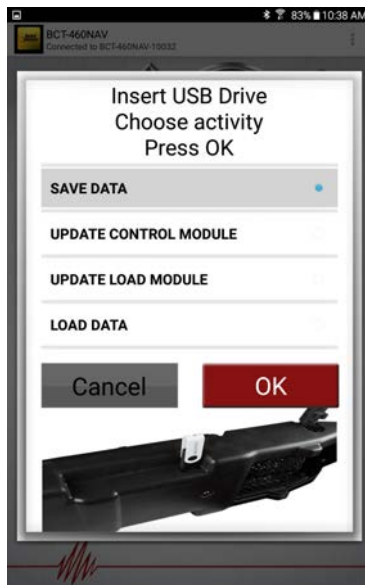 83% 10:38 AM
BCT-460NAV
Connected to BCT-460NAV-10032
Insert USB Drive
Choose activity
Press OK
SAVE DATA
UPDATE CONTROL MODULE
UPDATE LOAD MODULE
LOAD DATA
Cancel
OK